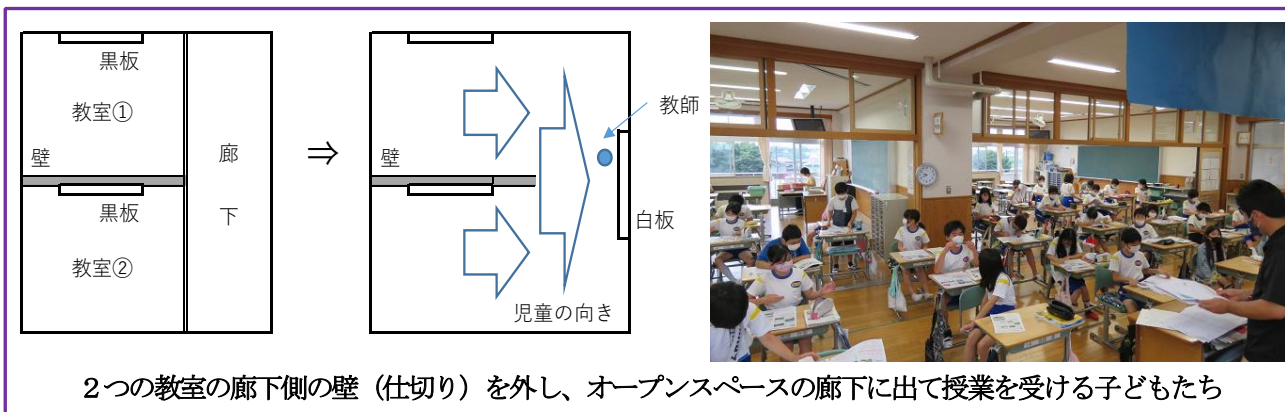 黒板
教室①
壁
黒板
教室②
廊
下
⇒
教師
壁
黒板
白板
児童の向き
２つの教室の廊下側の壁（仕切り）を外し、オープンスペースの廊下に出て授業を受ける子どもたち